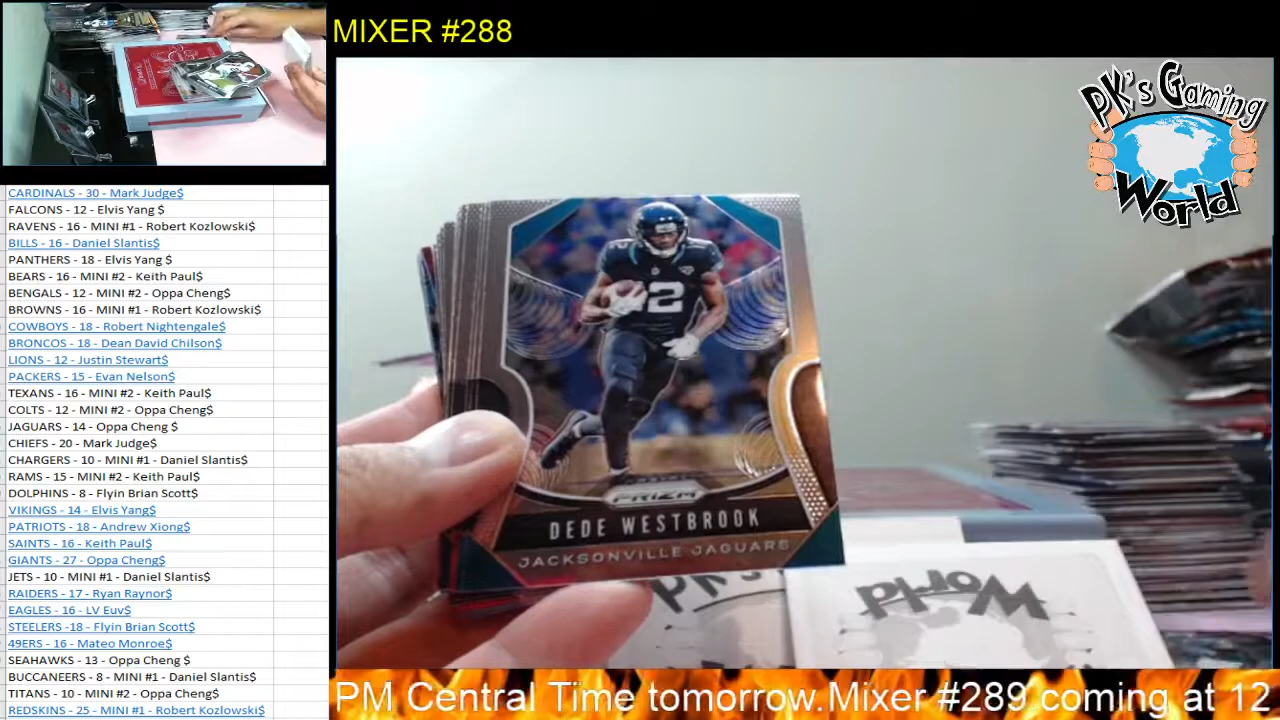 MIXER #288
PK's Gaming
World
CARDINALS - 30 - Mark Judge$
FALCONS - 12 - Elvis Yang $
RAVENS - 16 - MINI #1 - Robert Kozlowski$
BILLS - 16 - Daniel Slantis$
PANTHERS - 18 - Elvis Yang $
BEARS - 16 - MINI #2 - Keith Paul$
BENGALS - 12 - MINI #2 - Oppa Cheng$
BROWNS - 16 - MINI #1 - Robert Kozlowski$
COWBOYS - 18 - Robert Nightengale$
BRONCOS - 18 - Dean David Chilson$
LIONS - 12 - Justin Stewart$
PACKERS - 15 - Evan Nelson$
TEXANS - 16 - MINI #2 - Keith Paul$
COLTS - 12 - MINI #2 - Oppa Cheng$
JAGUARS - 14 - Oppa Cheng $
CHIEFS - 20 - Mark Judge$
CHARGERS - 10 - MINI #1 - Daniel Slantis$
RAMS - 15 - MINI #2 - Keith Paul$
DOLPHINS - 8 - Flyin Brian Scott$
VIKINGS - 14 - Elvis Yang$
PATRIOTS - 18 - Andrew Xiong$
SAINTS - 16 - Keith Paul$
GIANTS - 27 - Oppa Cheng$
JETS - 10 - MINI #1 - Daniel Slantis$
RAIDERS - 17 - Ryan Raynor$
EAGLES - 16 - LV Euv$
STEELERS -18 - Flyin Brian Scott$
49ERS - 16 - Mateo Monroe$
SEAHAWKS - 13 - Oppa Cheng $
BUCCANEERS - 8 - MINI #1 - Daniel Slantis$
TITANS - 10 - MINI #2 - Oppa Cheng$
REDSKINS - 25 - MINI #1 - Robert Kozlowski$
12
PRIZM
DEDE WESTBROOK
JACKSONVILLE JAGUARS
PK's
World
PM Central Time tomorrow.Mixer #289 coming at 12